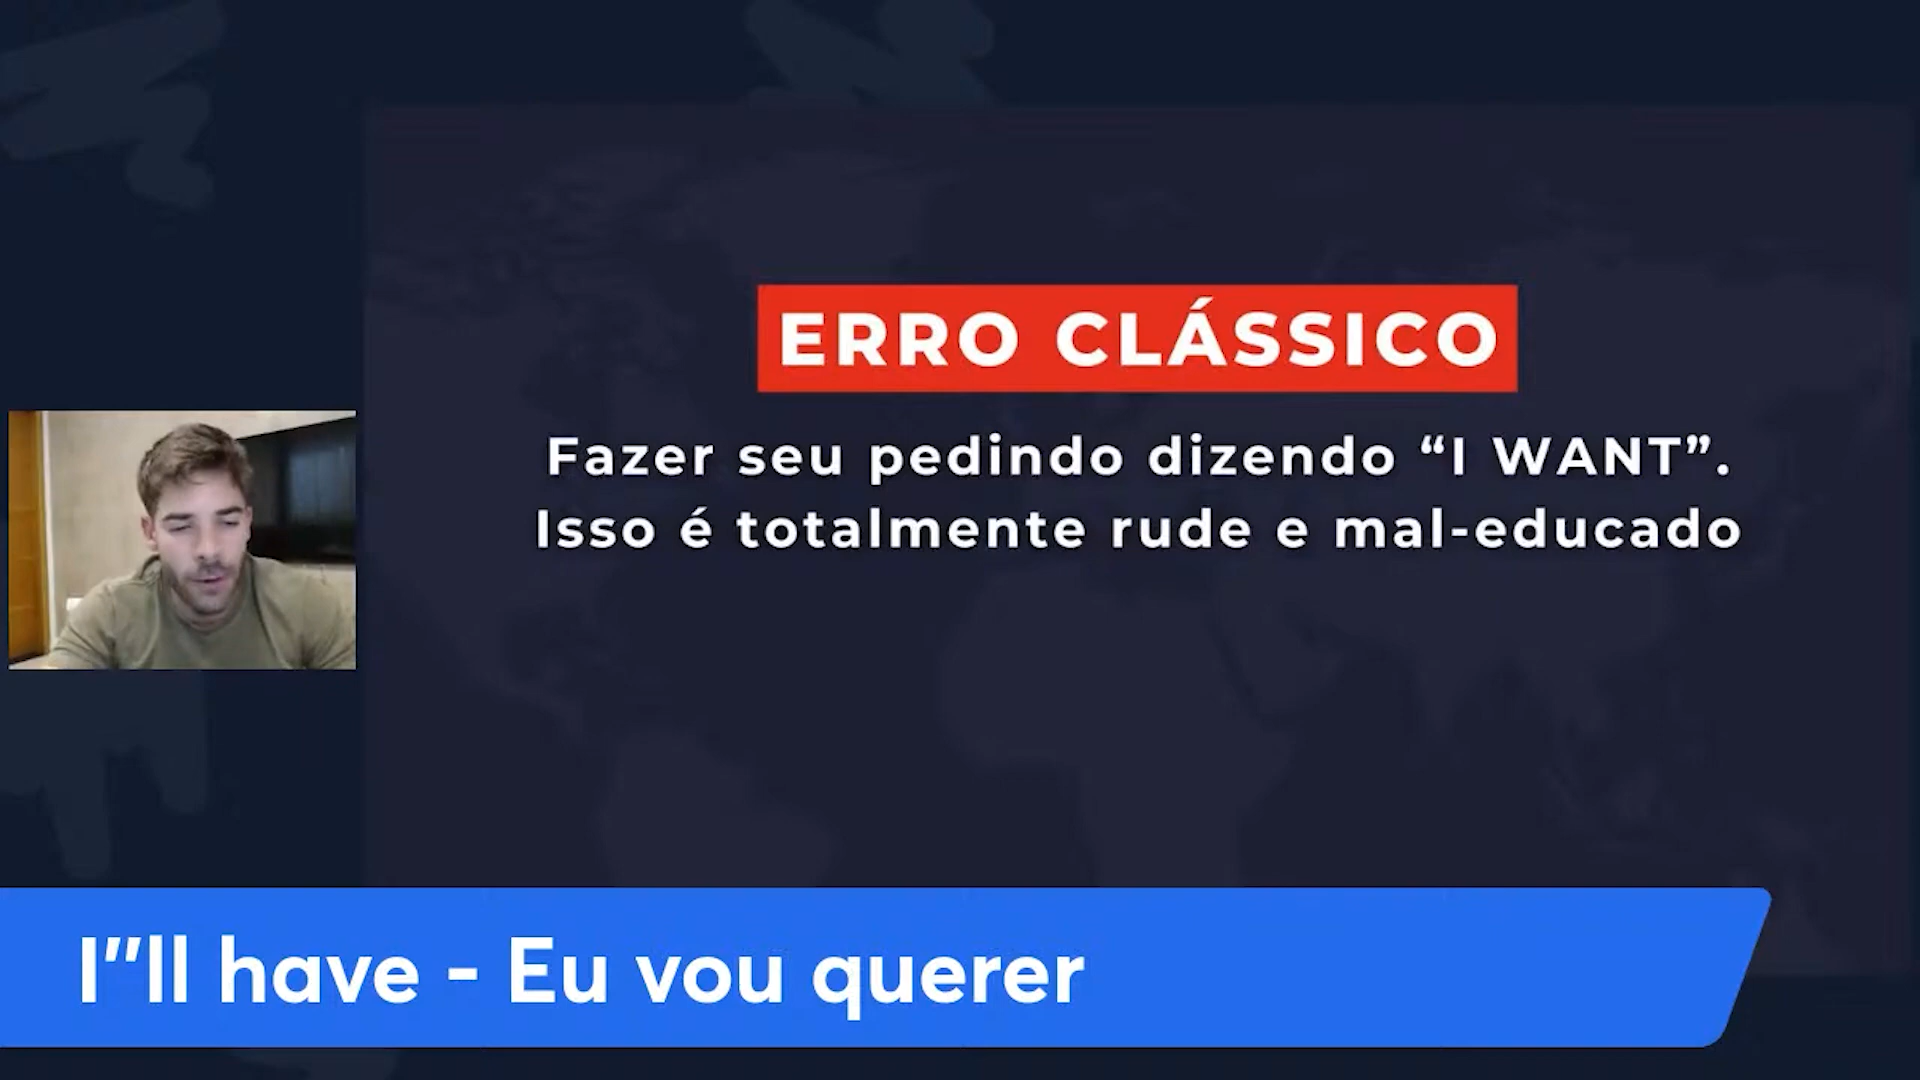 ERRO CLÁSSICO
Fazer seu pedindo dizendo “I WANT”.
Isso é totalmente rude e mal-educado
I"ll have - Eu vou querer